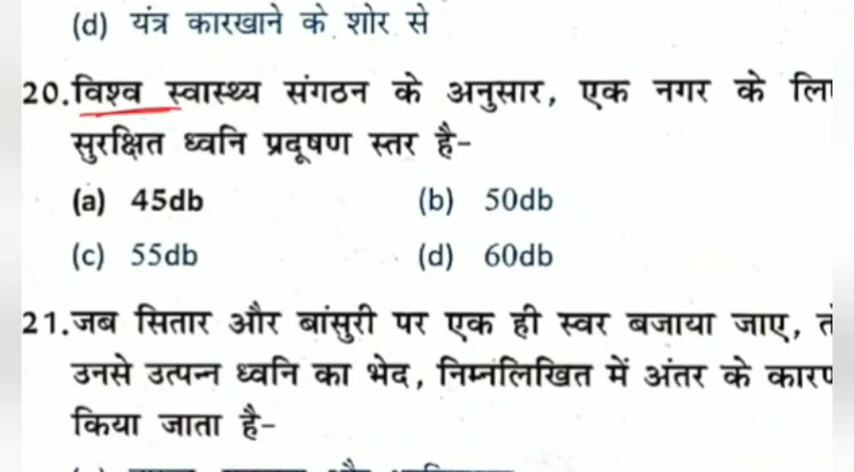 (d) यंत्र कारखाने के शोर से
20. विश्व स्वास्थ्य संगठन के अनुसार, एक नगर के
सुरक्षित ध्वनि प्रदूषण स्तर है-
(a) 45db (b) 50db
(c) 55db (d) 60db
21. जब सितार और बांसुरी पर एक ही स्वर बजाया जाए,
उनसे उत्पन्न ध्वनि का भेद, निम्नलिखित में अंतर के
किया जाता है-